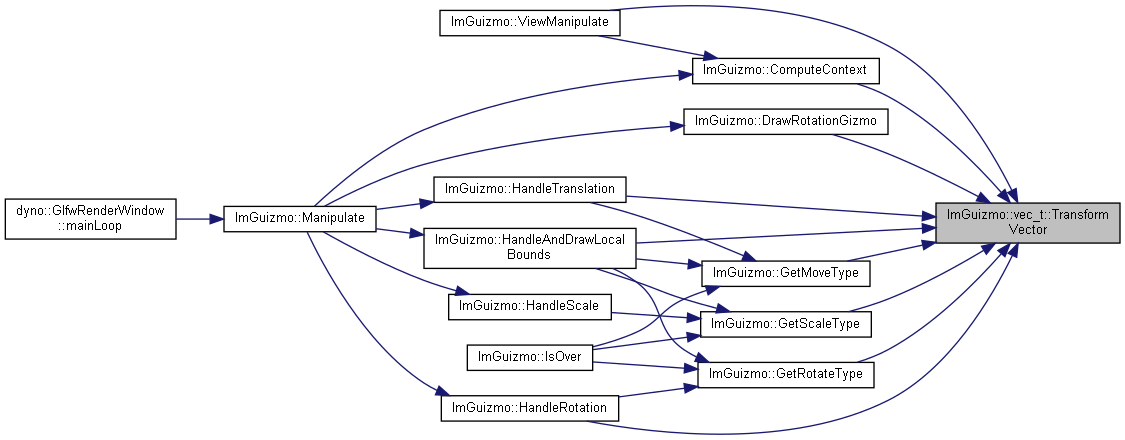 ImGuizmo::ViewManipulate
ImGuizmo::ComputeContext
ImGuizmo::DrawRotationGizmo
ImGuizmo::HandleTranslation
dyno::GlfwRenderWindow
::mainLoop
ImGuizmo::Manipulate
ImGuizmo::vec_t::Transform
Vector
ImGuizmo::HandleAndDrawLocal
Bounds
ImGuizmo::GetMoveType
ImGuizmo::HandleScale
ImGuizmo::GetScaleType
ImGuizmo::IsOver
ImGuizmo::GetRotateType
ImGuizmo::HandleRotation